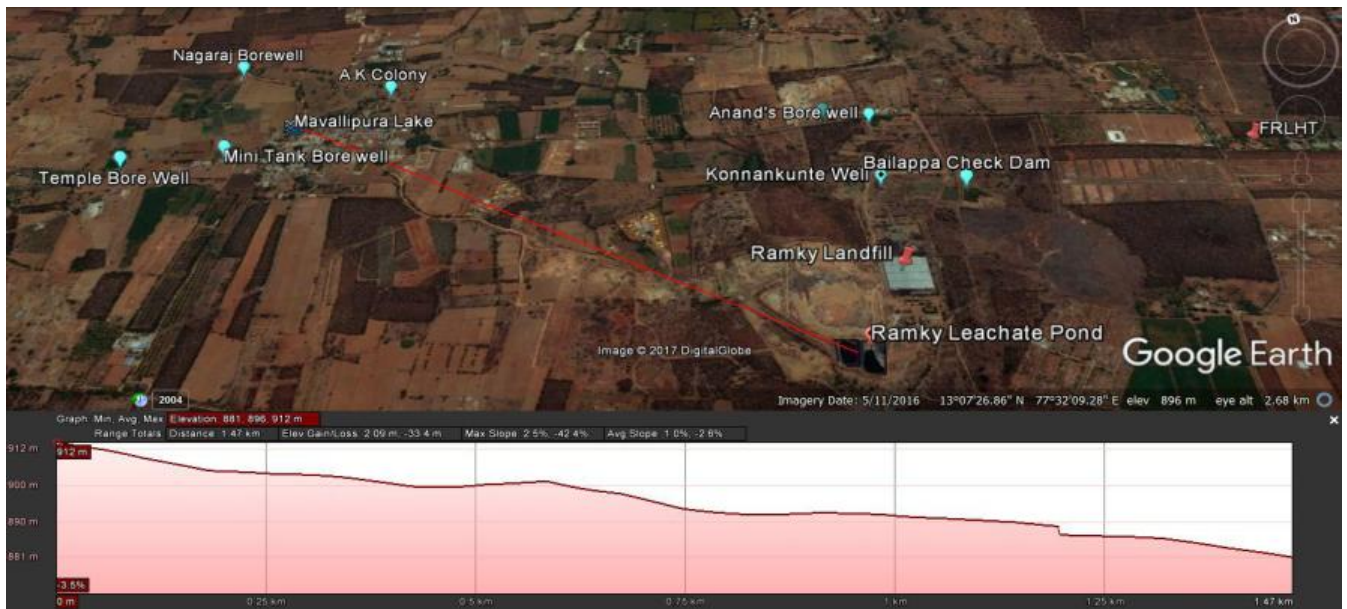 N
Nagaraj Borewell
A K Colony
Mavallipura Lake
Anand's Bore well
FRLHT
Mini Tank Bore well
Temple Bore Well
Konnankunte Well
Bailappa Check Dam
Ramky Landfill
Ramky Leachate Pond
Image © 2017 DigitalGlobe
Google Earth
2004
Imagery Date: 5/11/2016 13°07'26.86" N 77°32'09.28" E elev 896 m eye alt 2.68 km
Graph: Min, Avg, Max Elevation: 881, 896, 912 m
Range Totals: Distance: 1.47 km Elev Gain/Loss: 2.09 m, -33.4 m Max Slope: 2.5%, -42.4% Avg Slope: 1.0%, -2.6%
912 m
912 m
900 m
890 m
881 m
-3.5%
0 m 0.25 km 0.5 km 0.75 km 1 km 1.25 km 1.47 km